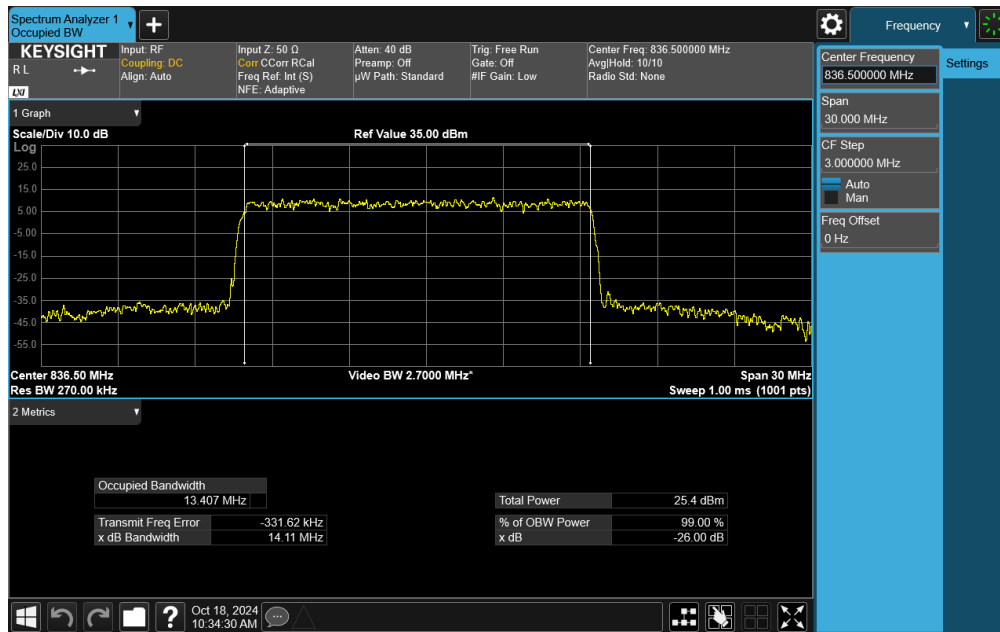 Spectrum Analyzer 1
Occupied BW
Frequency
KEYSIGHT
R L
LXI
Input: RF
Coupling: DC
Align: Auto
Input Z: 50 Ω
Corr CCorr RCal
Freq Ref: Int (S)
NFE: Adaptive
Atten: 40 dB
Preamp: Off
µW Path: Standard
Trig: Free Run
Gate: Off
#IF Gain: Low
Center Freq: 836.500000 MHz
Avg|Hold: 10/10
Radio Std: None
Center Frequency
836.500000 MHz
Settings
Span
30.000 MHz
CF Step
3.000000 MHz
Auto
Man
Freq Offset
0 Hz
1 Graph
Scale/Div 10.0 dB
Ref Value 35.00 dBm
Log
25.0
15.0
5.00
-5.00
-15.0
-25.0
-35.0
-45.0
-55.0
Center 836.50 MHz
Video BW 2.7000 MHz*
Span 30 MHz
Res BW 270.00 kHz
Sweep 1.00 ms (1001 pts)
2 Metrics
Occupied Bandwidth
13.407 MHz
Total Power 25.4 dBm
Transmit Freq Error -331.62 kHz
% of OBW Power 99.00 %
x dB Bandwidth 14.11 MHz
x dB -26.00 dB
Oct 18, 2024
10:34:30 AM